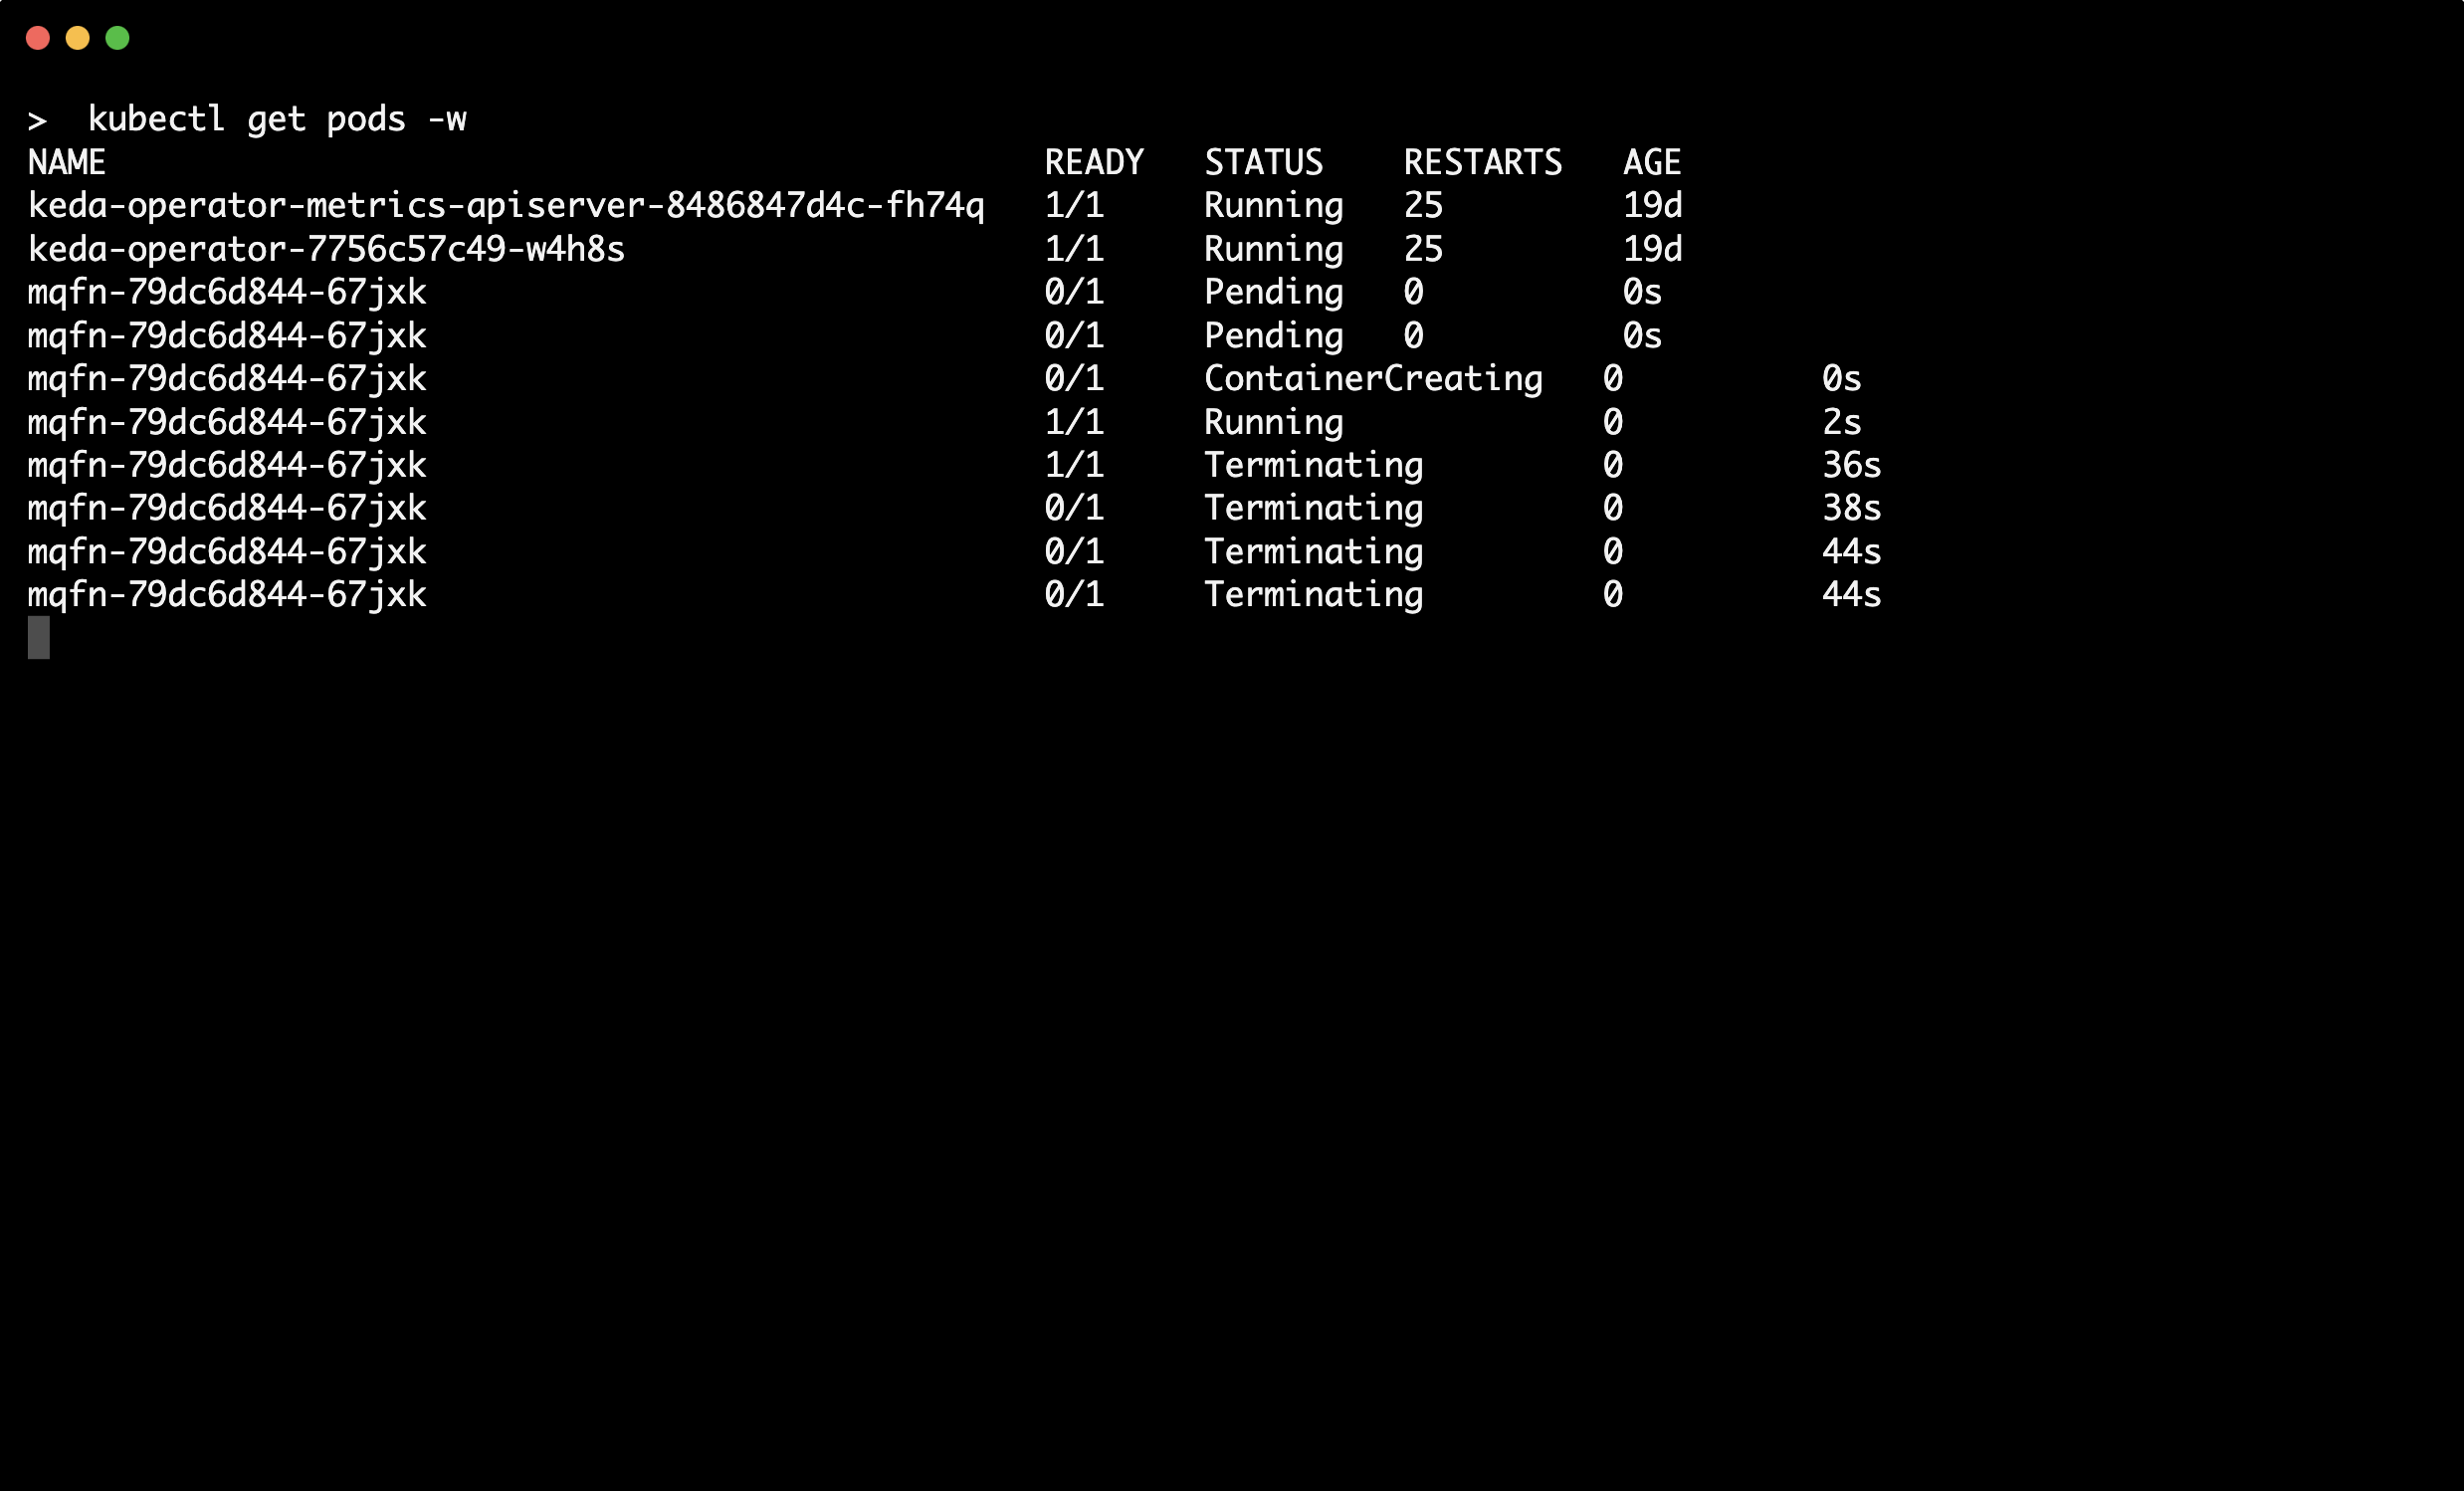 >  kubectl get pods -w
NAME                                               READY   STATUS    RESTARTS   AGE
keda-operator-metrics-apiserver-8486847d4c-fh74q   1/1     Running   25         19d
keda-operator-7756c57c49-w4h8s                     1/1     Running   25         19d
mqfn-79dc6d844-67jxk                               0/1     Pending   0          0s
mqfn-79dc6d844-67jxk                               0/1     Pending   0          0s
mqfn-79dc6d844-67jxk                               0/1     ContainerCreating   0          0s
mqfn-79dc6d844-67jxk                               1/1     Running             0          2s
mqfn-79dc6d844-67jxk                               1/1     Terminating         0          36s
mqfn-79dc6d844-67jxk                               0/1     Terminating         0          38s
mqfn-79dc6d844-67jxk                               0/1     Terminating         0          44s
mqfn-79dc6d844-67jxk                               0/1     Terminating         0          44s